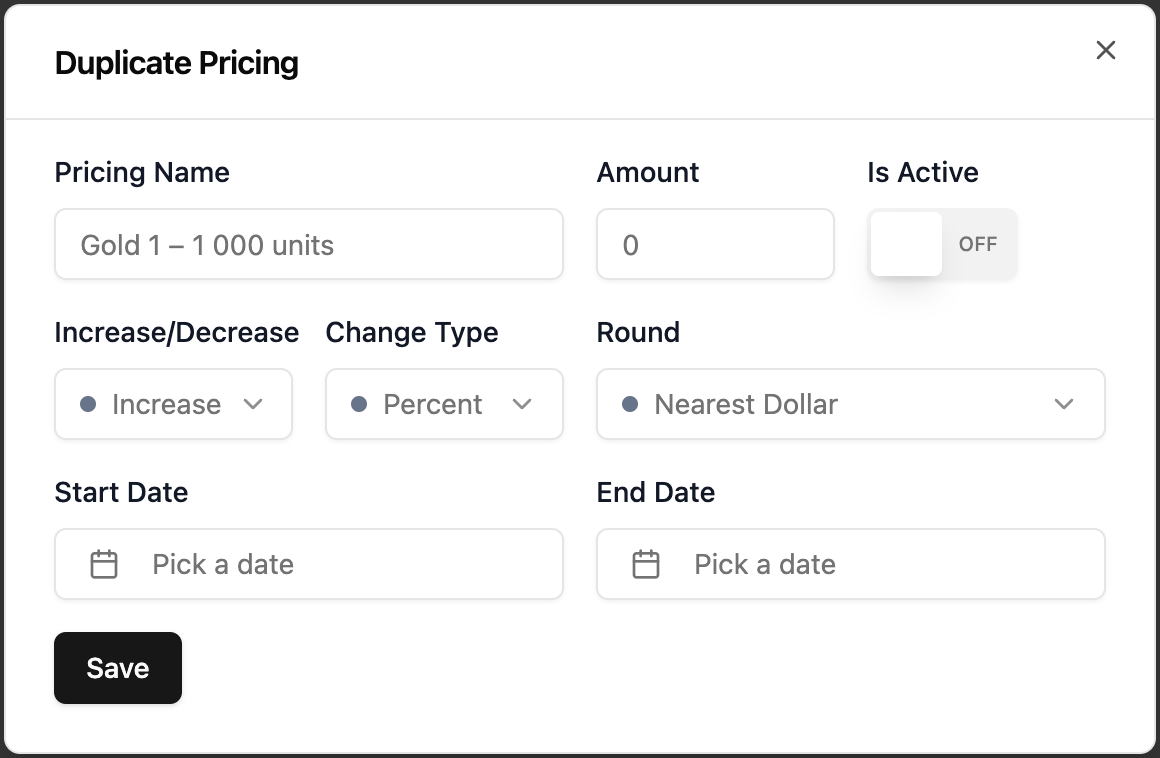 Duplicate Pricing
Pricing Name
Amount
Is Active
Gold 1 – 1 000 units
0
OFF
Increase/Decrease
Change Type
Round
Increase
Percent
Nearest Dollar
Start Date
End Date
Pick a date
Pick a date
Save